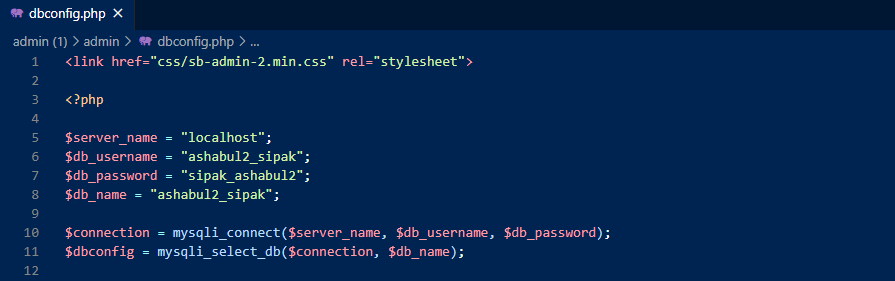 dbconfig.php ×
admin (1) > admin > dbconfig.php > ...
1 <link href="css/sb-admin-2.min.css" rel="stylesheet">
2
3 <?php
4
5 $server_name = "localhost";
6 $db_username = "ashabul2_sipak";
7 $db_password = "sipak_ashabul2";
8 $db_name = "ashabul2_sipak";
9
10 $connection = mysqli_connect($server_name, $db_username, $db_password);
11 $dbconfig = mysqli_select_db($connection, $db_name);
12